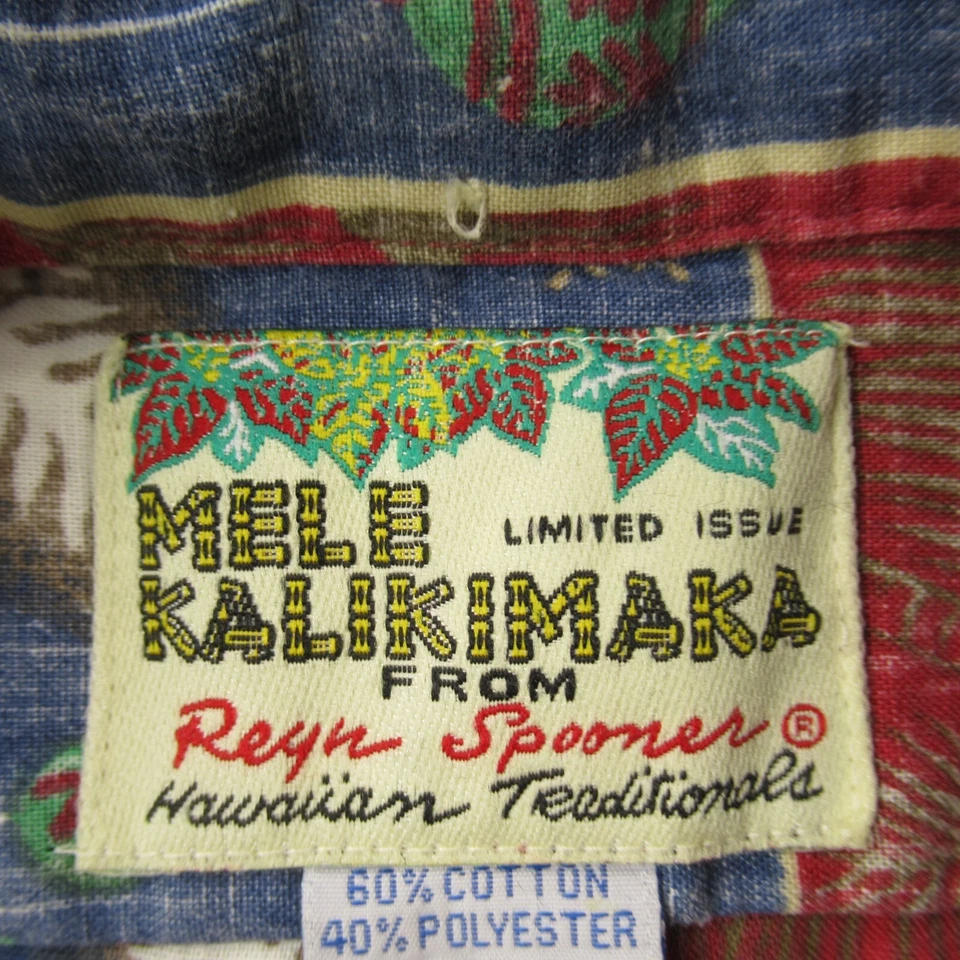 MELE LIMITED ISSUE
KALIKIMAKA
FROM
Reyn Spooner®
Hawaiian Traditionals
60% COTTON
40% POLYESTER